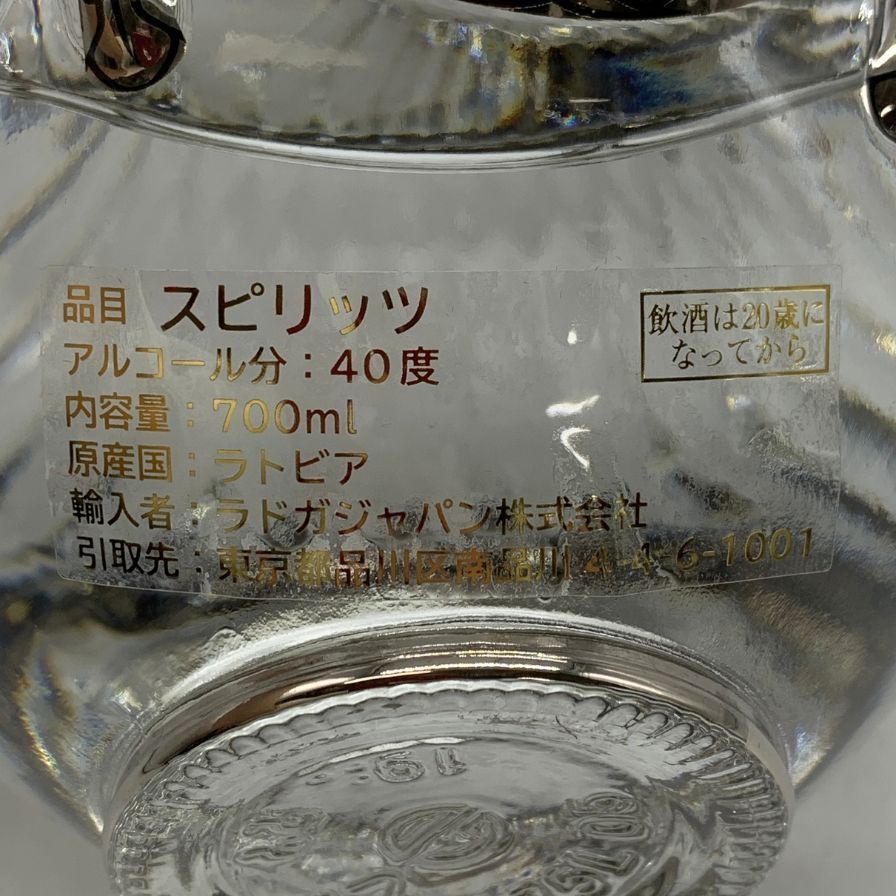 品目 スピリッツ
飲酒は20歳に
なってから
アルコール分：40度
内容量：700ml
原産国：ラトビア
輸入者：ラドガジャパン株式会社
引取先：東京都品川区南品川4-4-6-1001